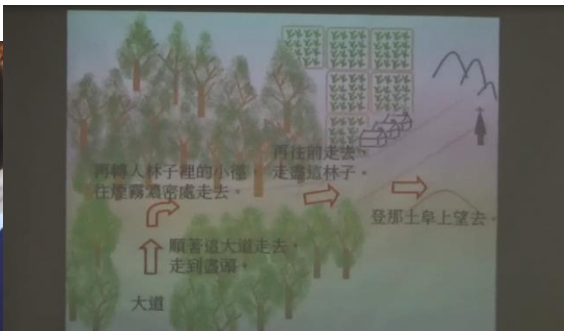 再往前走去。
走盡這林子。
再轉入林子裡的小徑，
往煙霧濃密處走去。
登那土阜上望去。
順著這大道走去，
走到盡頭。
大道